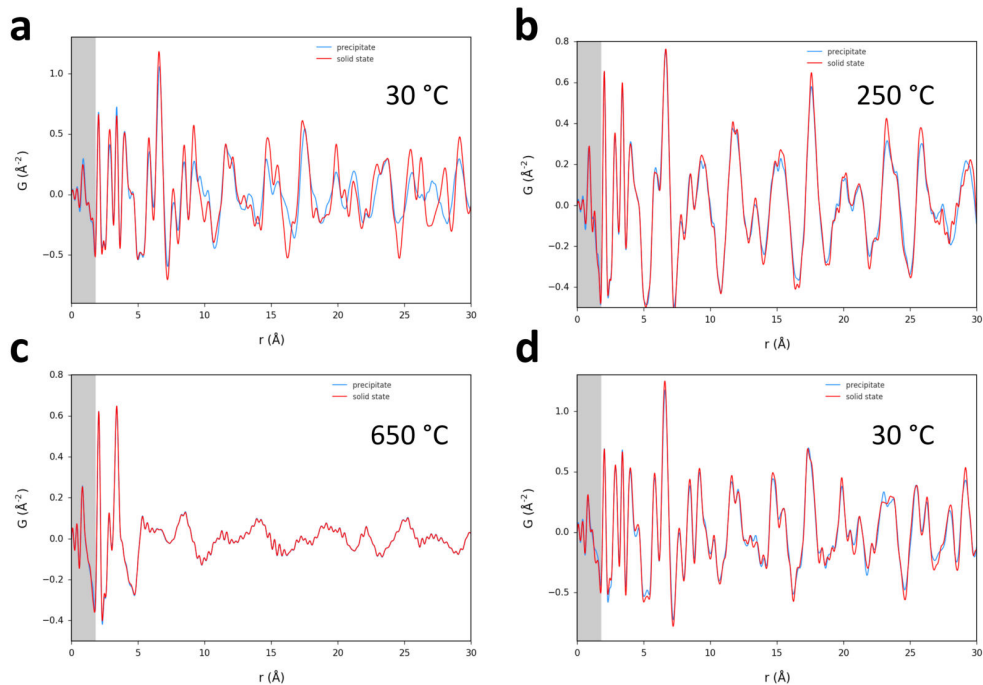 a
precipitate
solid state
30 °C
1.0
0.5
0.0
−0.5
G (Å⁻²)
0 5 10 15 20 25 30
r (Å)
b
precipitate
solid state
250 °C
0.8
0.6
0.4
0.2
0.0
−0.2
−0.4
G (Å⁻²)
0 5 10 15 20 25 30
r (Å)
c
precipitate
solid state
650 °C
0.8
0.6
0.4
0.2
0.0
−0.2
−0.4
G (Å⁻²)
0 5 10 15 20 25 30
r (Å)
d
precipitate
solid state
30 °C
1.0
0.5
0.0
−0.5
G (Å⁻²)
0 5 10 15 20 25 30
r (Å)